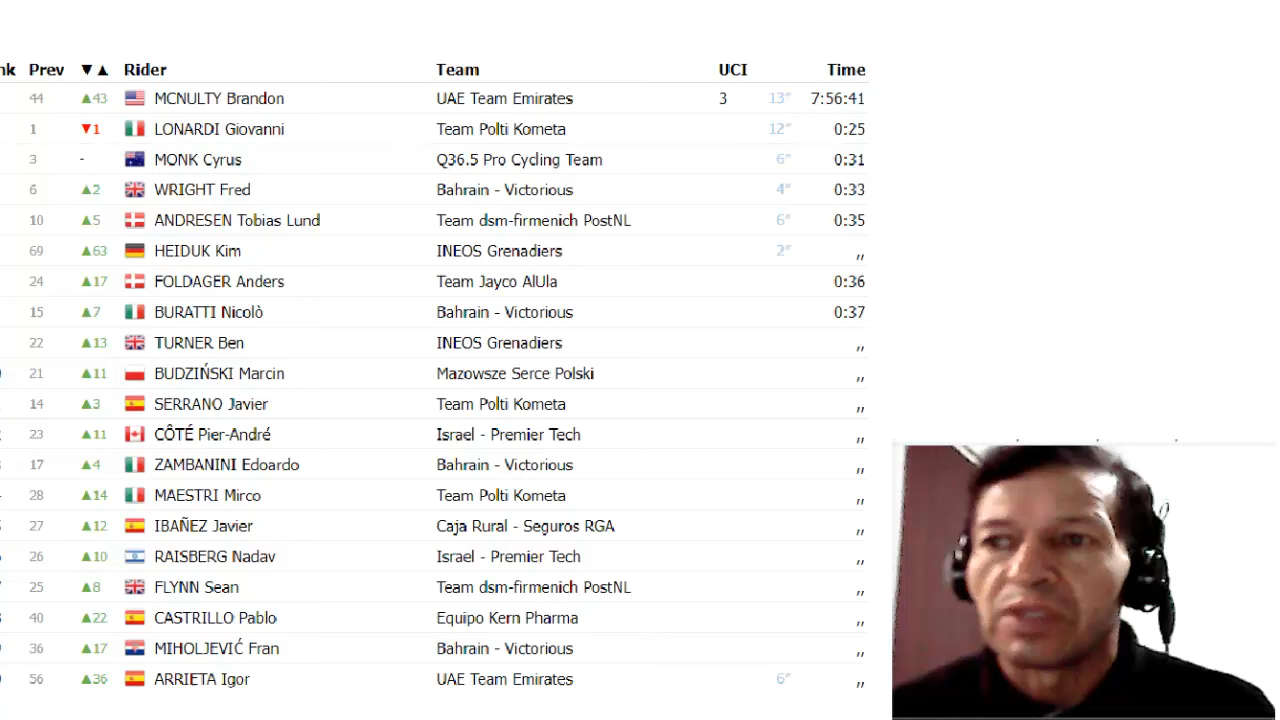 nk Prev ▼▲ Rider Team UCI Time
44 ▲43 MCNULTY Brandon UAE Team Emirates 3 13″ 7:56:41
1 ▼1 LONARDI Giovanni Team Polti Kometa 12″ 0:25
3 - MONK Cyrus Q36.5 Pro Cycling Team 6″ 0:31
6 ▲2 WRIGHT Fred Bahrain - Victorious 4″ 0:33
10 ▲5 ANDRESEN Tobias Lund Team dsm-firmenich PostNL 6″ 0:35
69 ▲63 HEIDUK Kim INEOS Grenadiers 2″ ,,
24 ▲17 FOLDAGER Anders Team Jayco AlUla 0:36
15 ▲7 BURATTI Nicolò Bahrain - Victorious 0:37
22 ▲13 TURNER Ben INEOS Grenadiers ,,
21 ▲11 BUDZIŃSKI Marcin Mazowsze Serce Polski ,,
14 ▲3 SERRANO Javier Team Polti Kometa ,,
23 ▲11 CÔTÉ Pier-André Israel - Premier Tech ,,
17 ▲4 ZAMBANINI Edoardo Bahrain - Victorious ,,
28 ▲14 MAESTRI Mirco Team Polti Kometa ,,
27 ▲12 IBAÑEZ Javier Caja Rural - Seguros RGA ,,
26 ▲10 RAISBERG Nadav Israel - Premier Tech ,,
25 ▲8 FLYNN Sean Team dsm-firmenich PostNL ,,
40 ▲22 CASTRILLO Pablo Equipo Kern Pharma ,,
36 ▲17 MIHOLJEVIĆ Fran Bahrain - Victorious ,,
56 ▲36 ARRIETA Igor UAE Team Emirates 6″ ,,